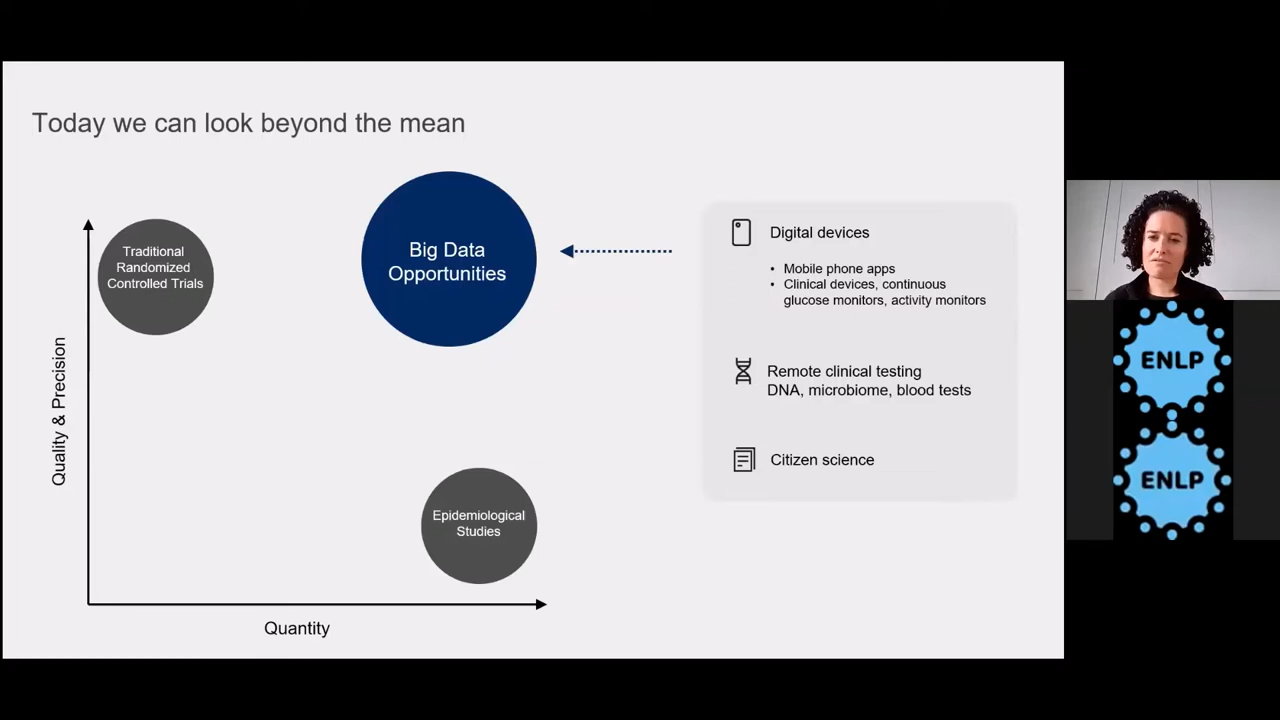 Today we can look beyond the mean
Traditional
Randomized
Controlled Trials
Big Data
Opportunities
Quality & Precision
Epidemiological
Studies
Quantity
Digital devices
• Mobile phone apps
• Clinical devices, continuous
glucose monitors, activity monitors
Remote clinical testing
DNA, microbiome, blood tests
Citizen science
ENLP
ENLP